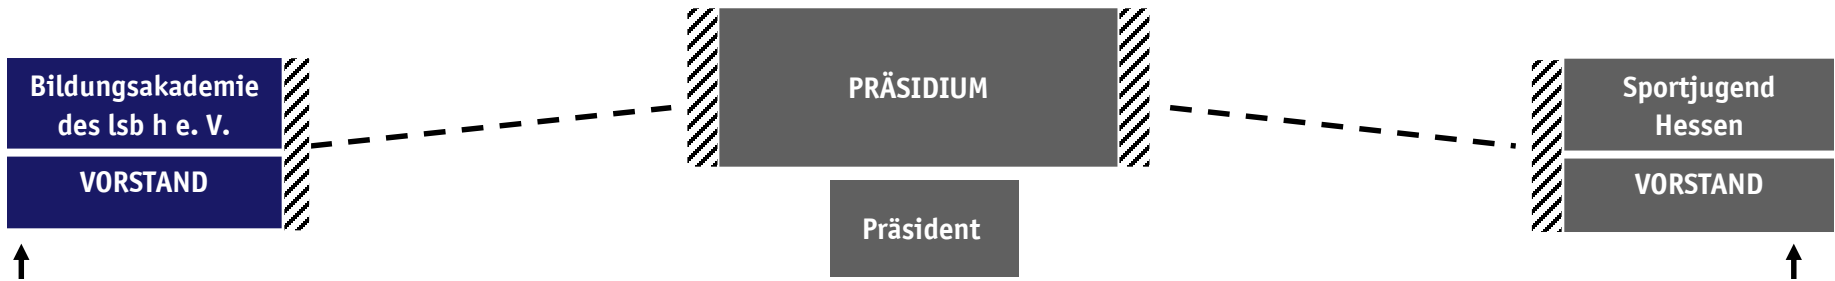 Bildungsakademie
des lsb h e. V.
VORSTAND
PRÄSIDIUM
Präsident
Sportjugend
Hessen
VORSTAND